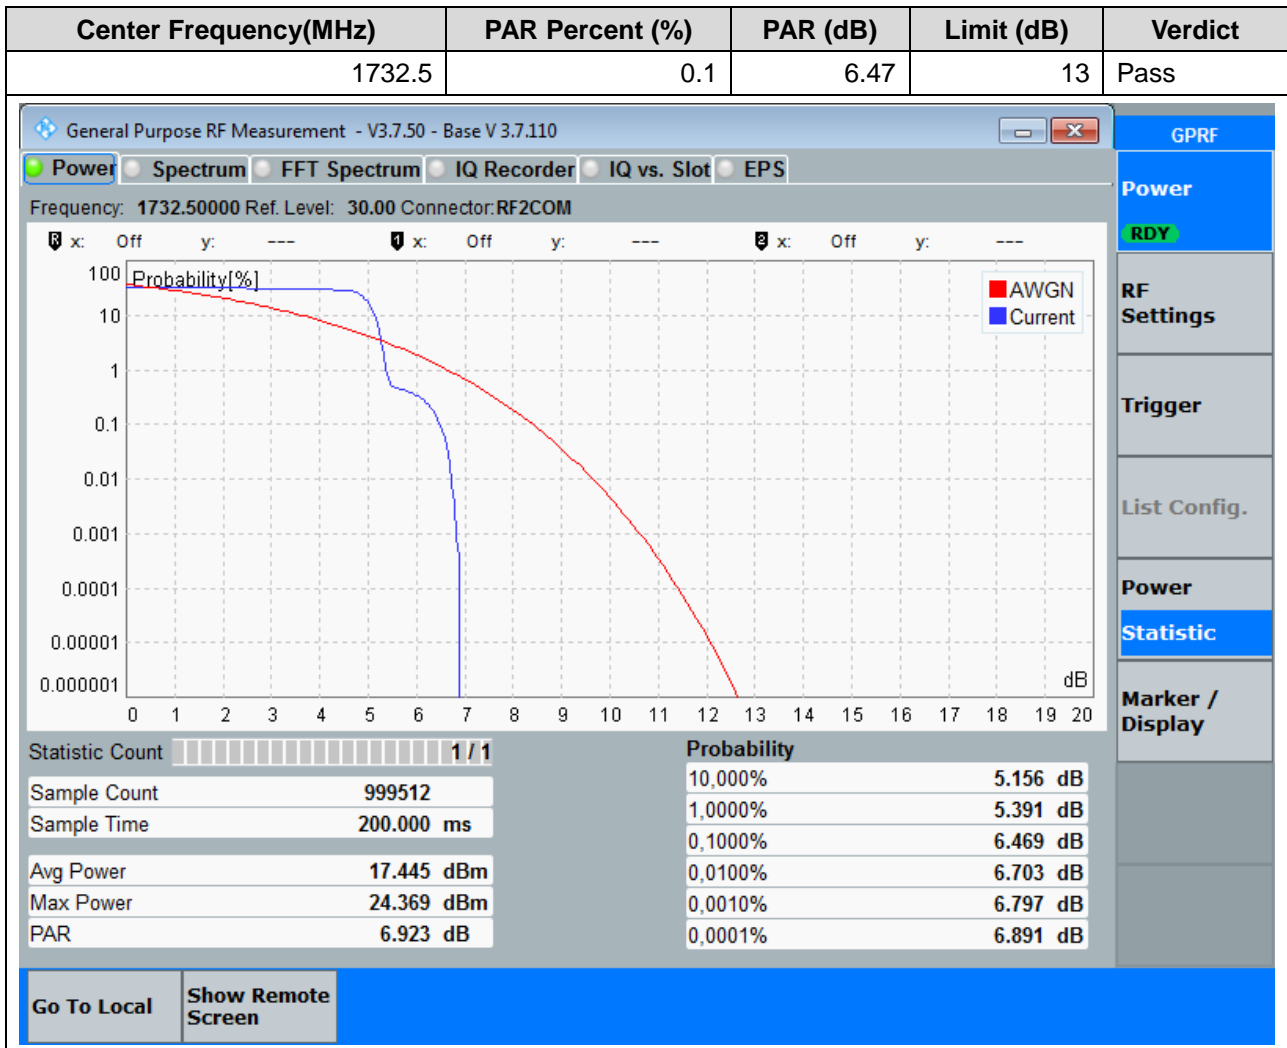 Center Frequency(MHz) PAR Percent (%) PAR (dB) Limit (dB) Verdict
1732.5 0.1 6.47 13 Pass
General Purpose RF Measurement - V3.7.50 - Base V 3.7.110
GPRF
Power Spectrum FFT Spectrum IQ Recorder IQ vs. Slot EPS
Frequency: 1732.50000 Ref. Level: 30.00 Connector: RF2COM
R x: Off y: --- 1 x: Off y: --- 2 x: Off y: ---
Probability[%]
AWGN
Current
100
10
1
0.1
0.01
0.001
0.0001
0.00001
0.000001
dB
0 1 2 3 4 5 6 7 8 9 10 11 12 13 14 15 16 17 18 19 20
Statistic Count 1 / 1
Sample Count 999512
Sample Time 200.000 ms
Avg Power 17.445 dBm
Max Power 24.369 dBm
PAR 6.923 dB
Probability
10,000% 5.156 dB
1,0000% 5.391 dB
0,1000% 6.469 dB
0,0100% 6.703 dB
0,0010% 6.797 dB
0,0001% 6.891 dB
Power
RDY
RF
Settings
Trigger
List Config.
Power
Statistic
Marker /
Display
Go To Local
Show Remote
Screen